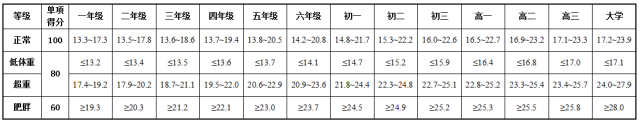 等级 单项得分 一年级 二年级 三年级 四年级 五年级 六年级 初一 初二 初三 高一 高二 高三 大学
正常 100 13.3~17.3 13.5~17.8 13.6~18.6 13.7~19.4 13.8~20.5 14.2~20.8 14.8~21.7 15.3~22.2 16.0~22.6 16.5~22.7 16.9~23.2 17.1~23.3 17.2~23.9
低体重 80 ≤13.2 ≤13.4 ≤13.5 ≤13.6 ≤13.7 ≤14.1 ≤14.7 ≤15.2 ≤15.9 ≤16.4 ≤16.8 ≤17.0 ≤17.1
超重 17.4~19.2 17.9~20.2 18.7~21.1 19.5~22.0 20.6~22.9 20.9~23.6 21.8~24.4 22.3~24.8 22.7~25.1 22.8~25.2 23.3~25.4 23.4~25.7 24.0~27.9
肥胖 60 ≥19.3 ≥20.3 ≥21.2 ≥22.1 ≥23.0 ≥23.7 ≥24.5 ≥24.9 ≥25.2 ≥25.3 ≥25.5 ≥25.8 ≥28.0